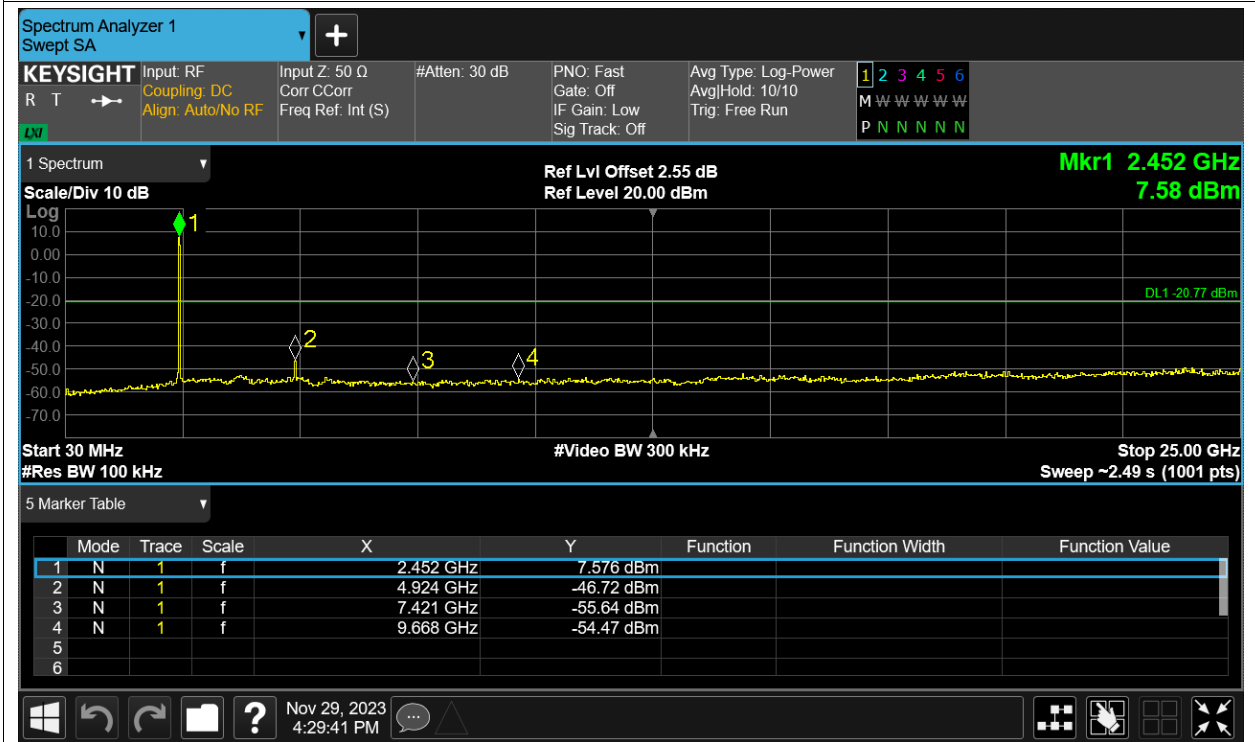 Spectrum Analyzer 1
Swept SA
+
KEYSIGHT
R T
LXI
Input: RF
Coupling: DC
Align: Auto/No RF
Input Z: 50 Ω
Corr CCorr
Freq Ref: Int (S)
#Atten: 30 dB
PNO: Fast
Gate: Off
IF Gain: Low
Sig Track: Off
Avg Type: Log-Power
Avg|Hold: 10/10
Trig: Free Run
1 2 3 4 5 6
M W W W W W
P N N N N N
1 Spectrum
Scale/Div 10 dB
Ref Lvl Offset 2.55 dB
Ref Level 20.00 dBm
Mkr1 2.452 GHz
7.58 dBm
Log
10.0
0.00
-10.0
-20.0
-30.0
-40.0
-50.0
-60.0
-70.0
1
2
3
4
DL1 -20.77 dBm
Start 30 MHz
#Res BW 100 kHz
#Video BW 300 kHz
Stop 25.00 GHz
Sweep ~2.49 s (1001 pts)
5 Marker Table
Mode Trace Scale X Y Function Function Width Function Value
1 N 1 f 2.452 GHz 7.576 dBm
2 N 1 f 4.924 GHz -46.72 dBm
3 N 1 f 7.421 GHz -55.64 dBm
4 N 1 f 9.668 GHz -54.47 dBm
5
6
?
Nov 29, 2023
4:29:41 PM